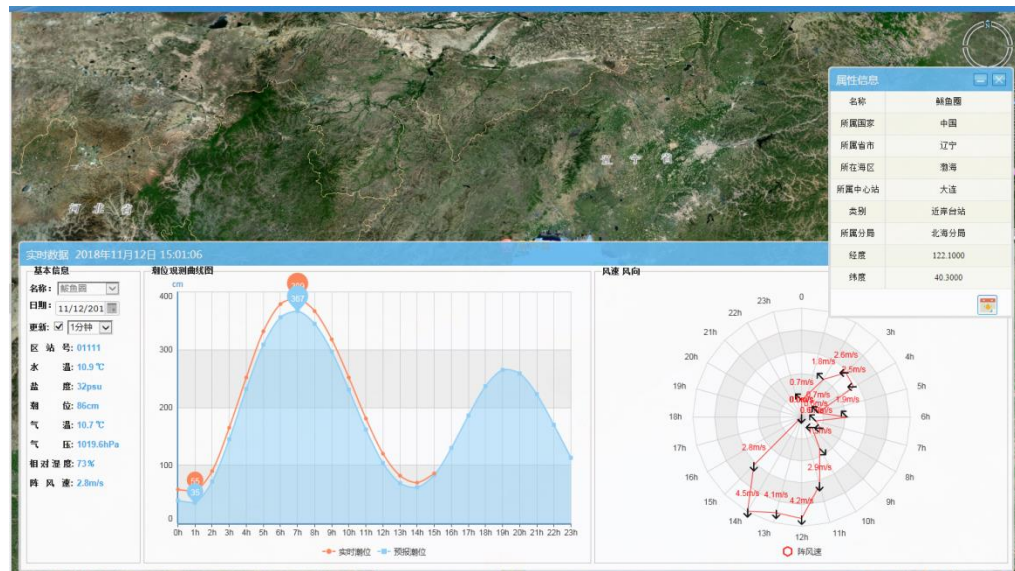 属性信息
名称 鲅鱼圈
所属国家 中国
所属省市 辽宁
所在海区 渤海
所属中心站 大连
类别 近岸台站
所属分局 北海分局
经度 122.1000
纬度 40.3000
辽宁省
河北省
实时数据 2018年11月12日 15:01:06
基本信息
名称: 鲅鱼圈
日期: 11/12/201
更新: 1分钟
区站号: 01111
水温: 10.9℃
盐度: 32psu
潮位: 86cm
气温: 10.7℃
气压: 1019.6hPa
相对湿度: 73%
阵风速: 2.8m/s
潮位观测曲线图
cm
400
300
200
100
0
367
35
0h 1h 2h 3h 4h 5h 6h 7h 8h 9h 10h 11h 12h 13h 14h 15h 16h 17h 18h 19h 20h 21h 22h 23h
实时潮位 预报潮位
风速 风向
0
23h
22h
21h
20h
19h
18h
17h
16h
15h
14h
13h
12h
11h
10h
9h
8h
7h
6h
5h
4h
3h
2.6m/s
1.8m/s
0.7m/s
1.9m/s
2.8m/s
2.9m/s
4.5m/s 4.1m/s
4.2m/s
阵风速